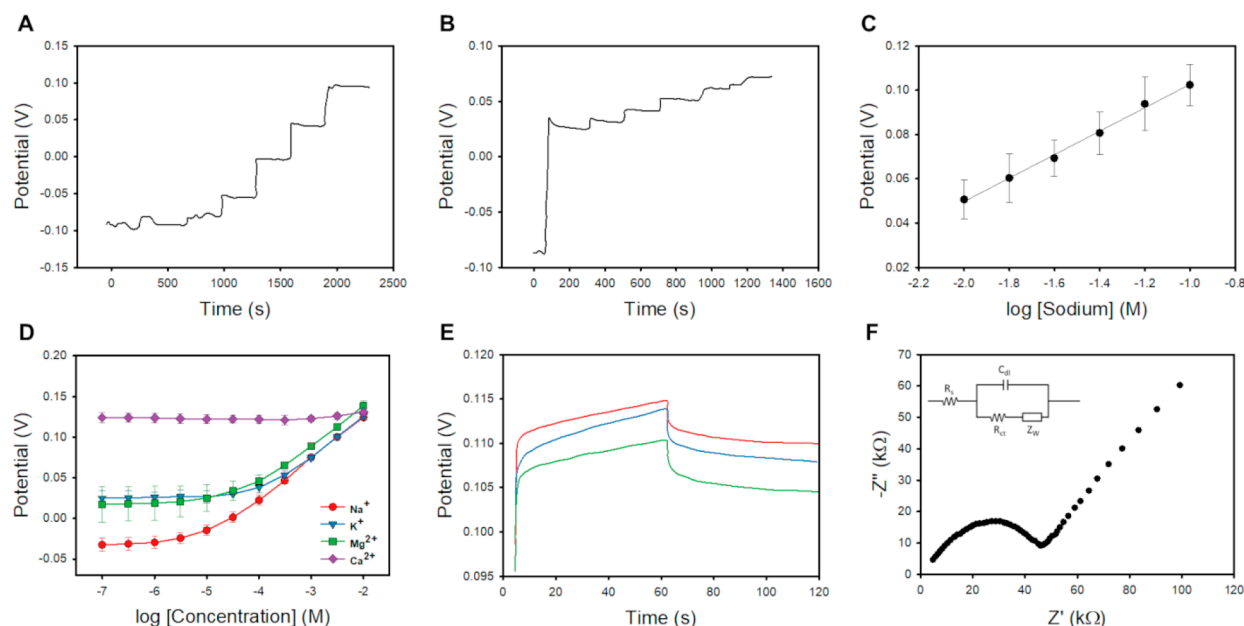 A
0.15
0.10
0.05
0.00
-0.05
-0.10
-0.15
Potential (V)
0 500 1000 1500 2000 2500
Time (s)
B
0.10
0.05
0.00
-0.05
-0.10
Potential (V)
0 200 400 600 800 1000 1200 1400 1600
Time (s)
C
0.12
0.10
0.08
0.06
0.04
0.02
Potential (V)
-2.2 -2.0 -1.8 -1.6 -1.4 -1.2 -1.0 -0.8
log [Sodium] (M)
D
0.20
0.15
0.10
0.05
0.00
-0.05
Potential (V)
Na⁺
K⁺
Mg²⁺
Ca²⁺
-7 -6 -5 -4 -3 -2
log [Concentration] (M)
E
0.120
0.115
0.110
0.105
0.100
0.095
Potential (V)
0 20 40 60 80 100 120
Time (s)
F
70
60
50
40
30
20
10
0
-Z" (kΩ)
Cdl
Rs
Rct
Zw
0 20 40 60 80 100 120
Z' (kΩ)